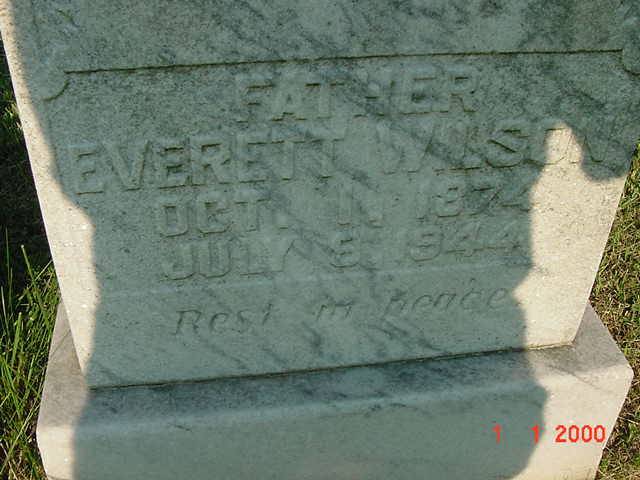 FATHER
EVERETT WILSON
OCT. 1, 1874
JULY 8, 1944
Rest in peace
1 1 2000